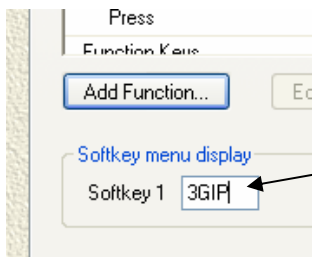 Press
Function Keys
Add Function...
Softkey menu display
Softkey 1 3GIP